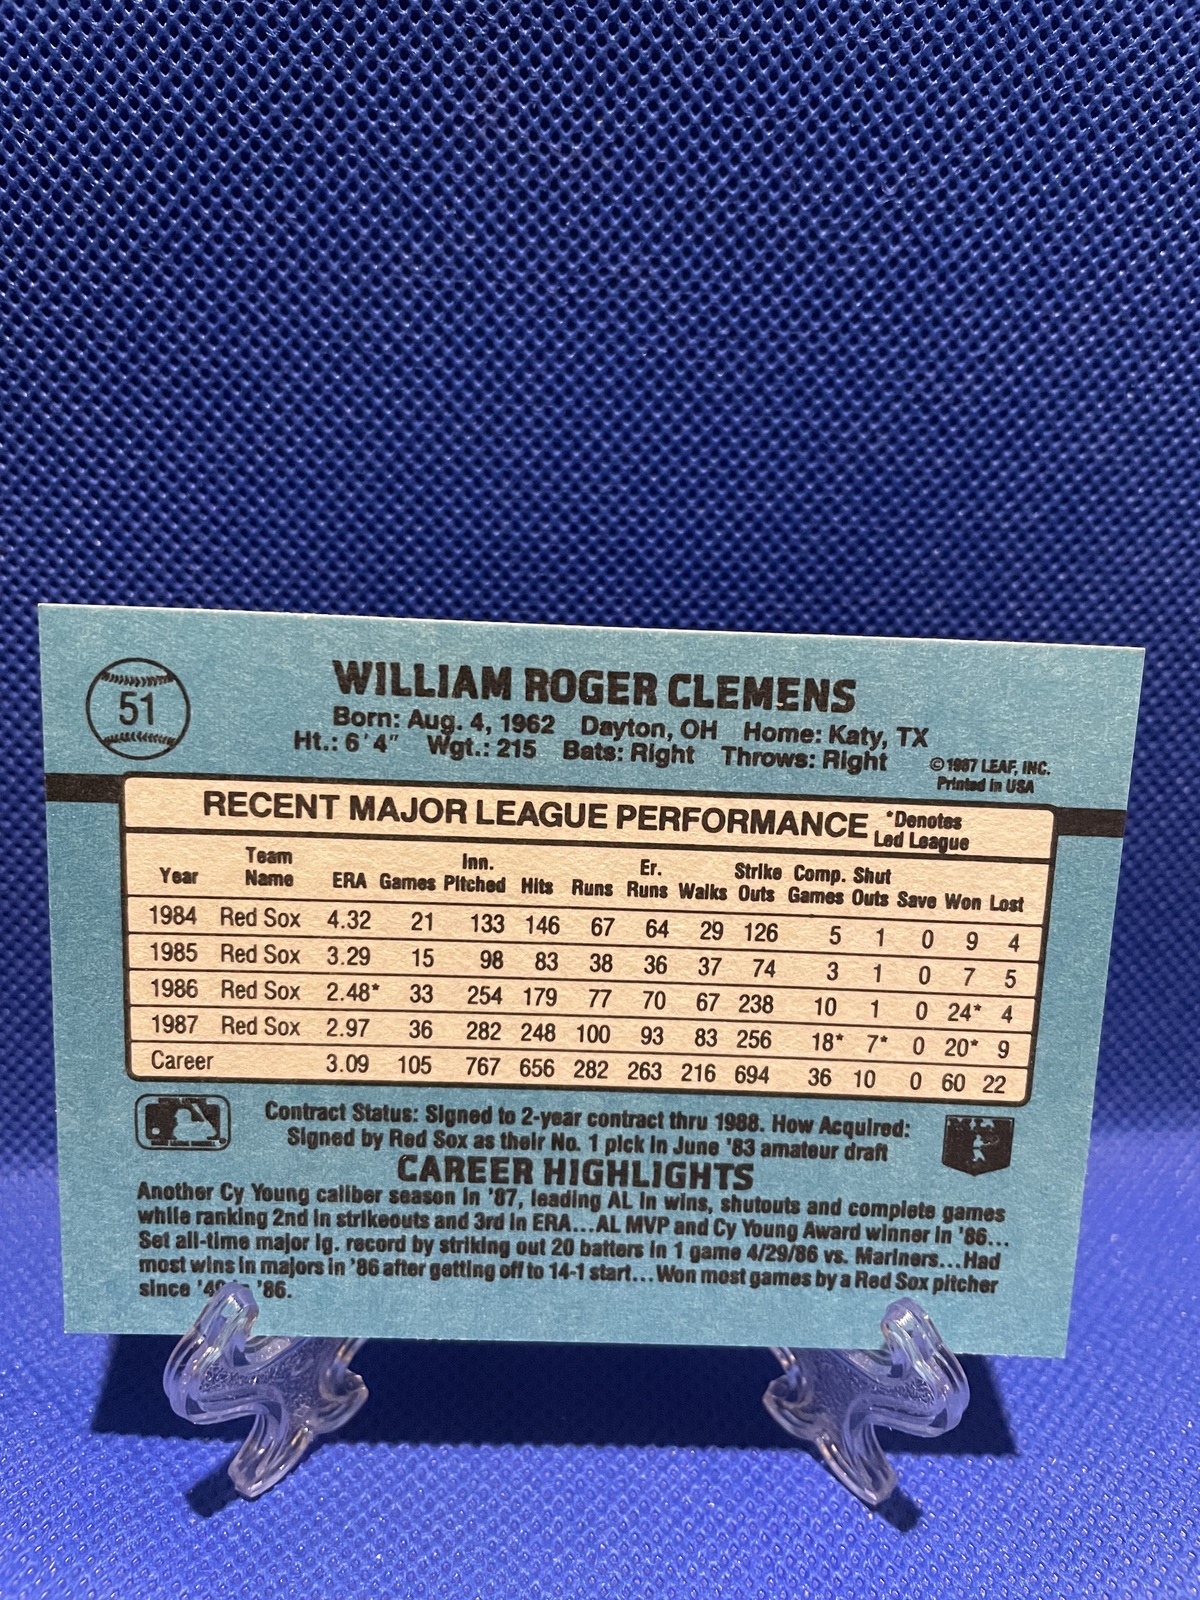 51
WILLIAM ROGER CLEMENS
Born: Aug. 4, 1962 Dayton, OH Home: Katy, TX
Ht.: 6'4" Wgt.: 215 Bats: Right Throws: Right
©1987 LEAF, INC.
Printed in USA
RECENT MAJOR LEAGUE PERFORMANCE *Denotes
Led League
Year Team Name ERA Games Inn. Pitched Hits Runs Er. Runs Walks Strike Outs Comp. Games Shut Outs Save Won Lost
1984 Red Sox 4.32 21 133 146 67 64 29 126 5 1 0 9 4
1985 Red Sox 3.29 15 98 83 38 36 37 74 3 1 0 7 5
1986 Red Sox 2.48* 33 254 179 77 70 67 238 10 1 0 24* 4
1987 Red Sox 2.97 36 282 248 100 93 83 256 18* 7* 0 20* 9
Career 3.09 105 767 656 282 263 216 694 36 10 0 60 22
Contract Status: Signed to 2-year contract thru 1988. How Acquired:
Signed by Red Sox as their No. 1 pick in June '83 amateur draft
CAREER HIGHLIGHTS
Another Cy Young caliber season in '87, leading AL in wins, shutouts and complete games
while ranking 2nd in strikeouts and 3rd in ERA...AL MVP and Cy Young Award winner in '86...
Set all-time major lg. record by striking out 20 batters in 1 game 4/29/86 vs. Mariners...Had
most wins in majors in '86 after getting off to 14-1 start...Won most games by a Red Sox pitcher
since '86.